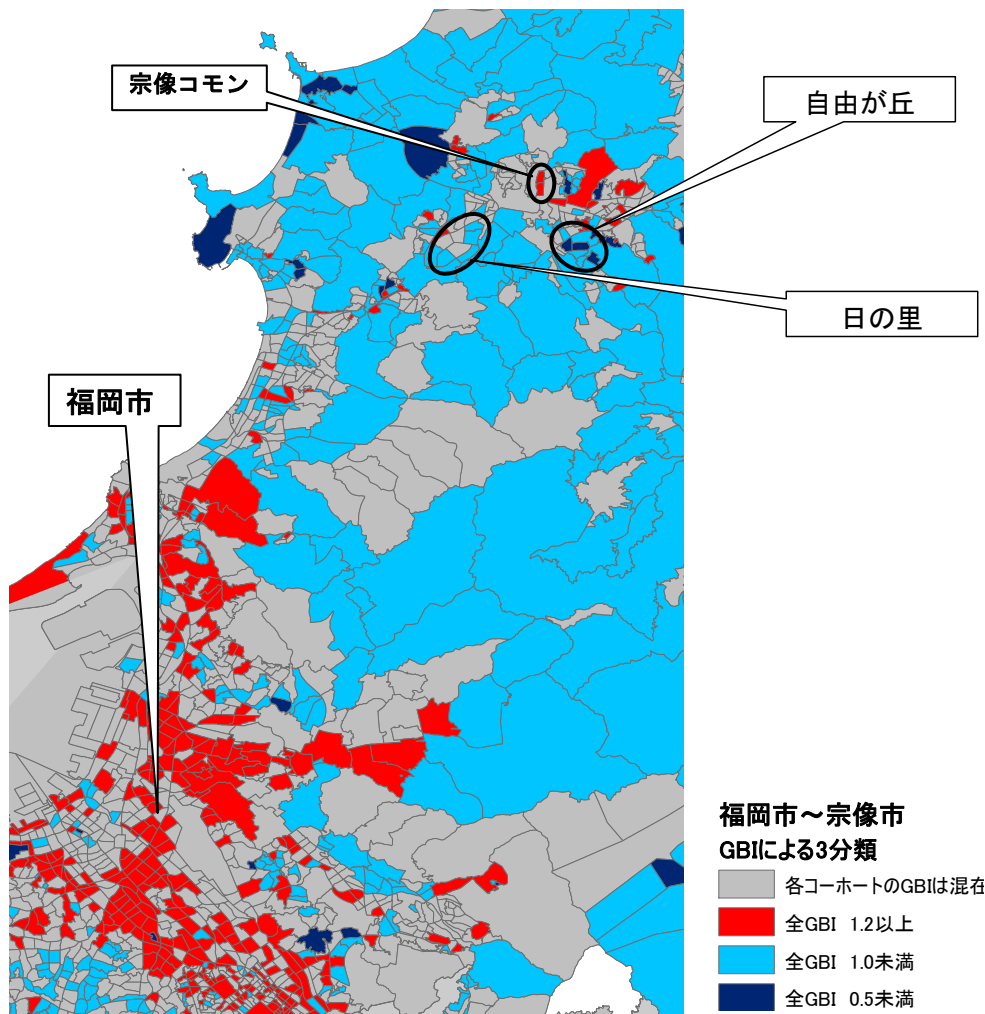 宗像コモン
自由が丘
日の里
福岡市
福岡市～宗像市
GBIによる3分類
各コーホートのGBIは混在
全GBI 1.2以上
全GBI 1.0未満
全GBI 0.5未満